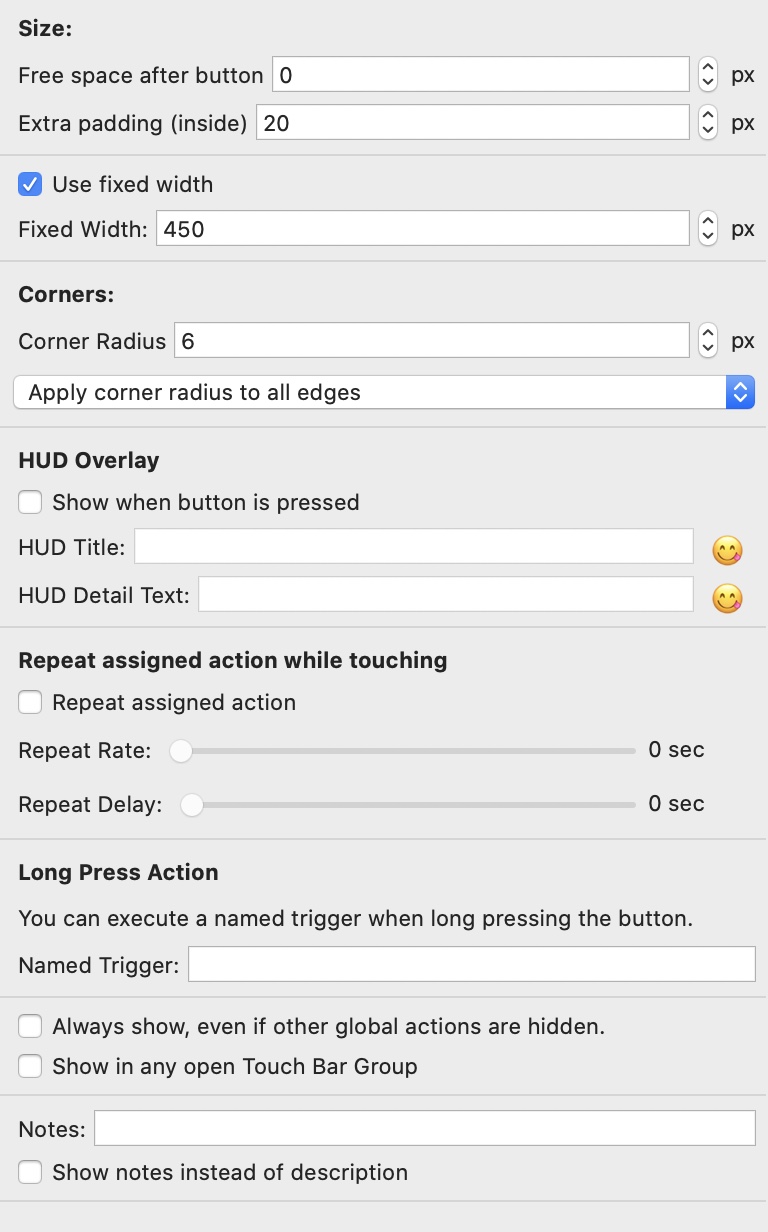 Size:
Free space after button 0 px
Extra padding (inside) 20 px
Use fixed width
Fixed Width: 450 px
Corners:
Corner Radius 6 px
Apply corner radius to all edges
HUD Overlay
Show when button is pressed
HUD Title:
HUD Detail Text:
Repeat assigned action while touching
Repeat assigned action
Repeat Rate: 0 sec
Repeat Delay: 0 sec
Long Press Action
You can execute a named trigger when long pressing the button.
Named Trigger:
Always show, even if other global actions are hidden.
Show in any open Touch Bar Group
Notes:
Show notes instead of description